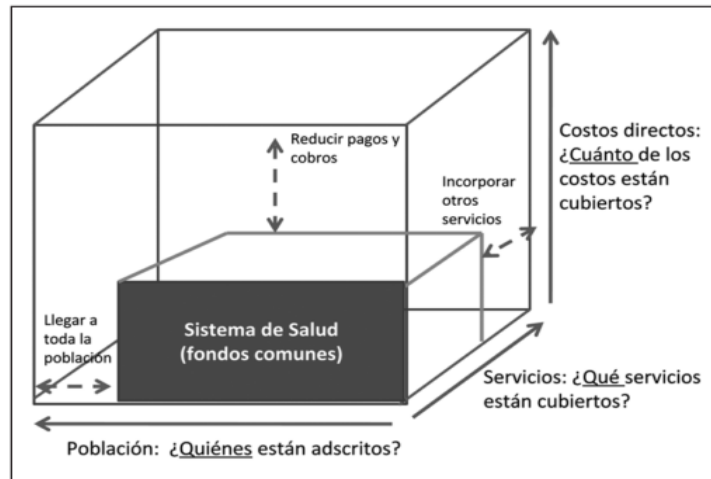 Reducir pagos y
cobros
Costos directos:
¿Cuánto de los
costos están
cubiertos?
Incorporar
otros
servicios
Llegar a
toda la
población
Sistema de Salud
(fondos comunes)
Servicios: ¿Qué servicios
están cubiertos?
Población: ¿Quiénes están adscritos?